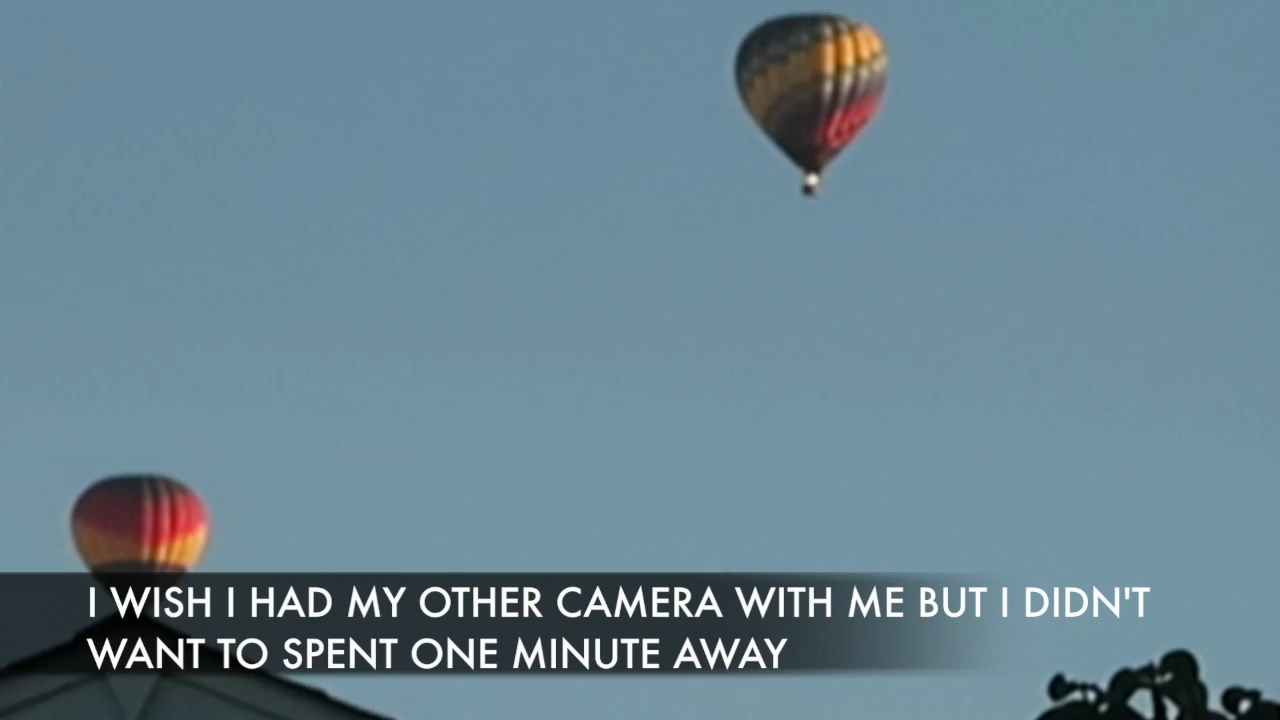 I WISH I HAD MY OTHER CAMERA WITH ME BUT I DIDN'T
WANT TO SPENT ONE MINUTE AWAY